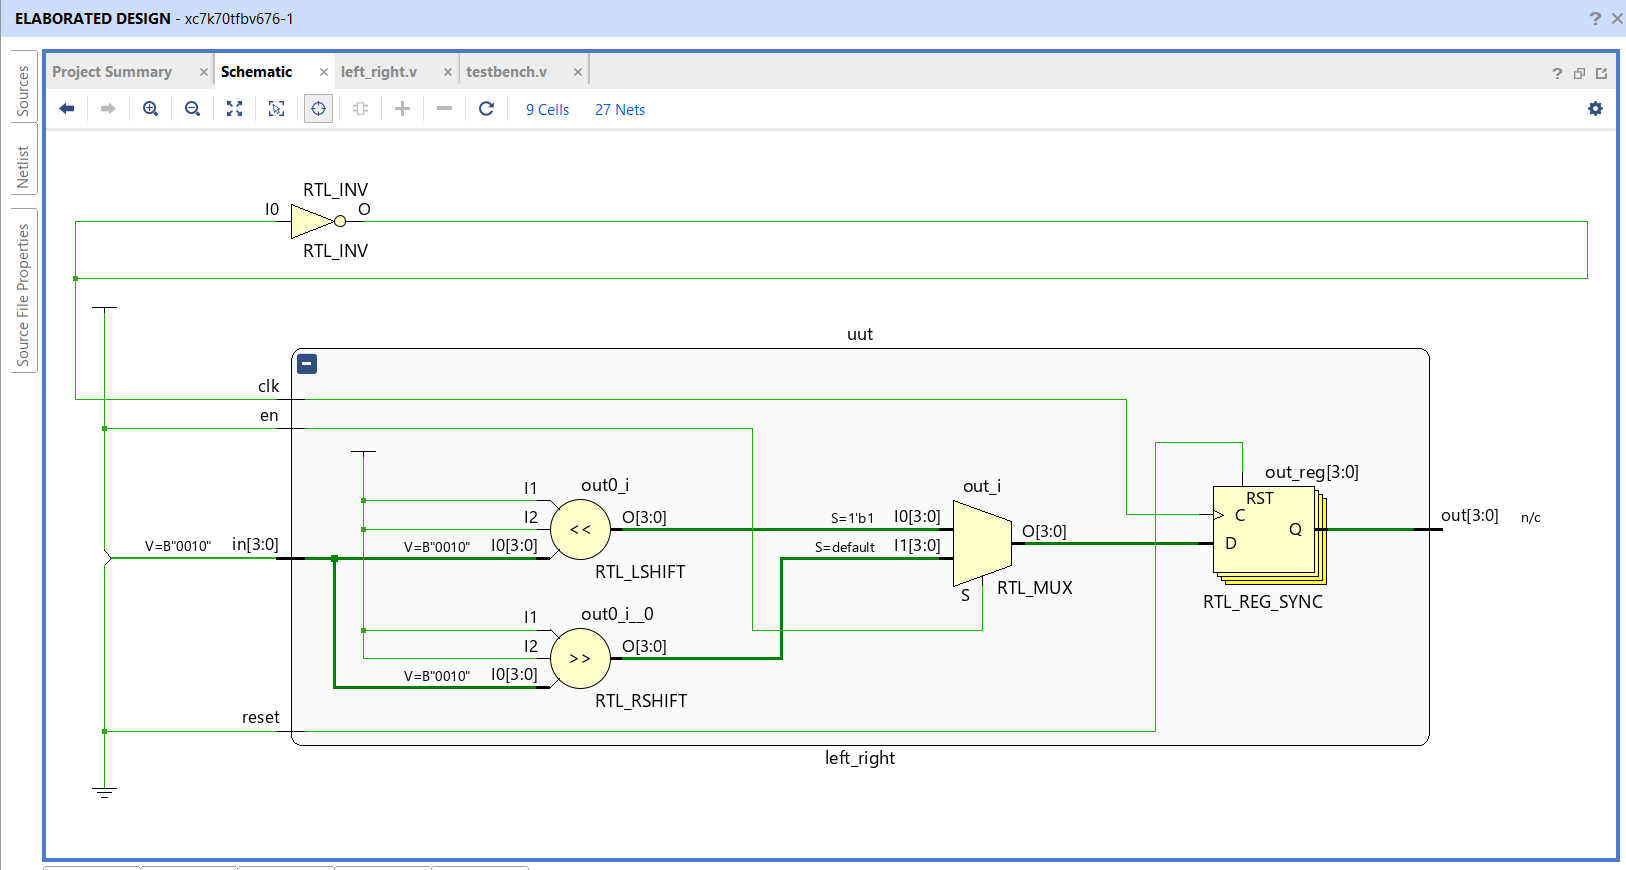 ELABORATED DESIGN - xc7k70tfbv676-1
? ×
Sources
Netlist
Source File Properties
Project Summary × Schematic × left_right.v × testbench.v ×
?
9 Cells 27 Nets
RTL_INV
I0 O
RTL_INV
uut
clk
en
out_reg[3:0]
I1 out0_i out_i
RST
I2 O[3:0] S=1'b1 I0[3:0] C out[3:0] n/c
O[3:0] Q
V=B"0010" in[3:0] V=B"0010" I0[3:0] S=default I1[3:0] D
<<
RTL_LSHIFT
S RTL_MUX RTL_REG_SYNC
I1 out0_i__0
I2 O[3:0]
>>
V=B"0010" I0[3:0]
RTL_RSHIFT
reset
left_right